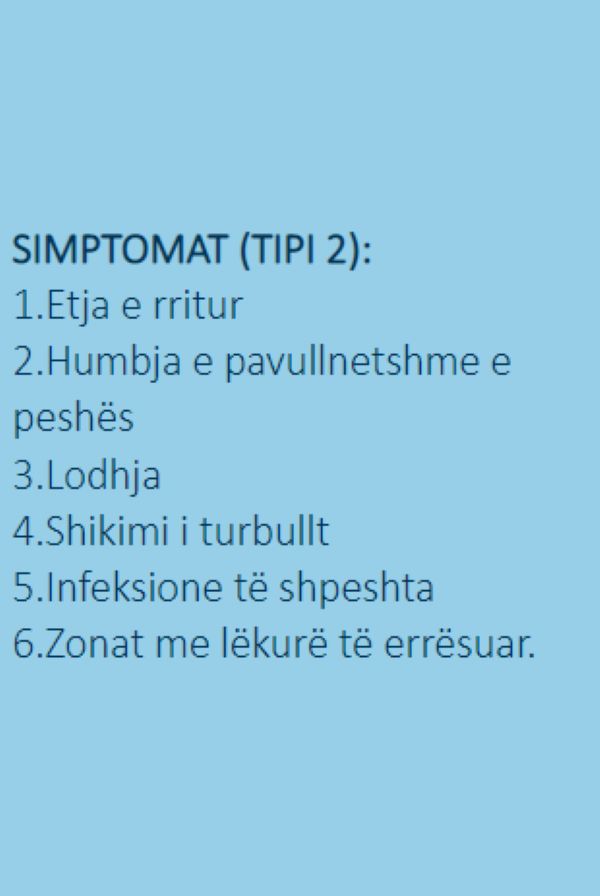 SIMPTOMAT (TIPI 2):
1.Etja e rritur
2.Humbja e pavullnetshme e
peshës
3.Lodhja
4.Shikimi i turbullt
5.Infeksione të shpeshta
6.Zonat me lëkurë të errësuar.